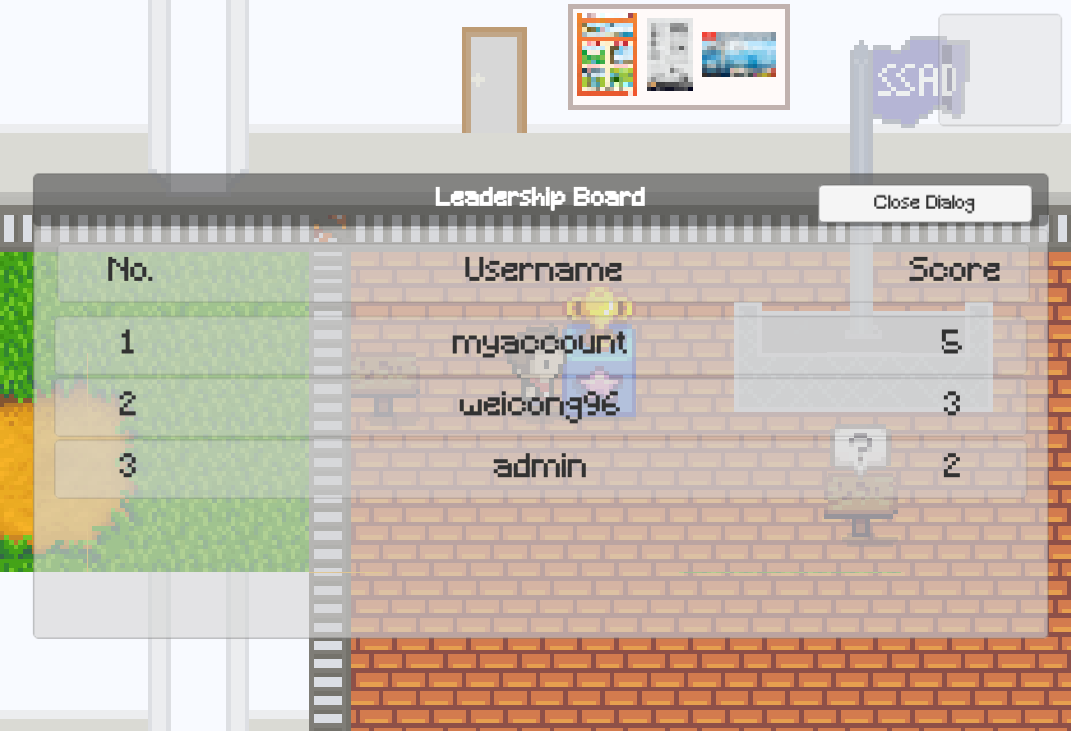 SSAD
Leadership Board
Close Dialog
No. Username Score
1 myaccount 5
2 weicong96 3
3 admin 2
?